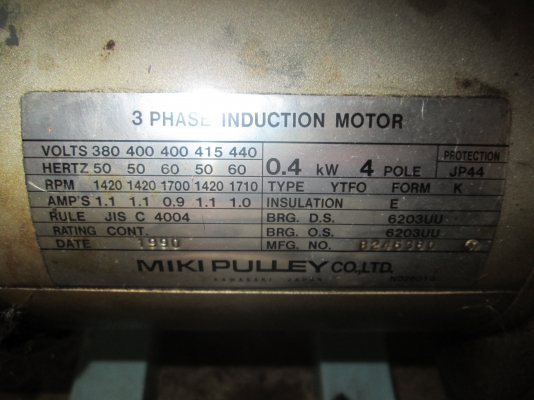 3 PHASE INDUCTION MOTOR
VOLTS 380 400 400 415 440
HERTZ 50 50 60 50 60
RPM 1420 1420 1700 1420 1710
AMP'S 1.1 1.1 0.9 1.1 1.0
RULE JIS C 4004
RATING CONT.
DATE 1990
0.4 kW 4 POLE
PROTECTION
JP44
TYPE YTFO FORM K
INSULATION E
BRG. D.S. 6203UU
BRG. O.S. 6203UU
MFG. NO.
MIKI PULLEY CO.,LTD.
KAWASAKI JAPAN